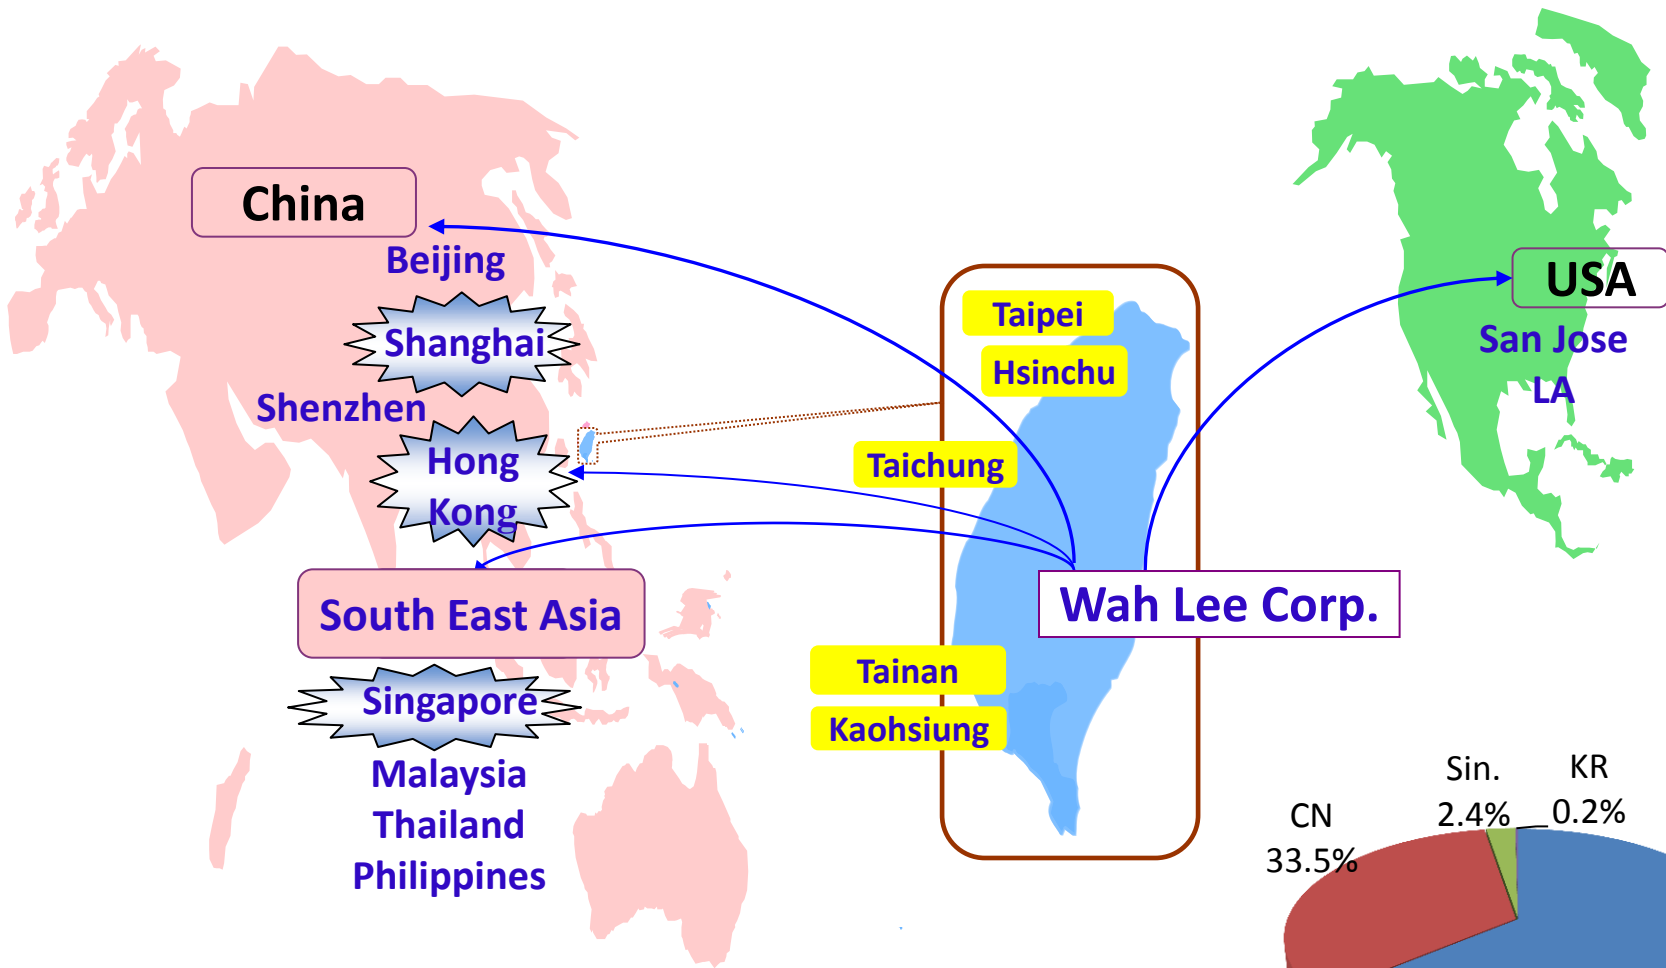 China
Beijing
Shanghai
Shenzhen
Hong
Kong
South East Asia
Singapore
Malaysia
Thailand
Philippines
Taipei
Hsinchu
Taichung
Wah Lee Corp.
Tainan
Kaohsiung
USA
San Jose
LA
CN
33.5%
Sin.
2.4%
KR
0.2%